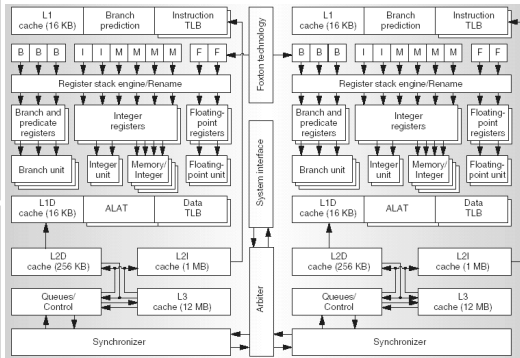 L1
cache (16 KB)
Branch
prediction
Instruction
TLB
B B B I I M M M M F F
Register stack engine/Rename
Branch and
predicate
registers
Integer
registers
Floating-
point
registers
Branch unit
Integer
unit
Memory/
Integer
Floating-
point unit
L1D
cache (16 KB)
ALAT
Data
TLB
L2D
cache (256 KB)
L2I
cache (1 MB)
Queues/
Control
L3
cache (12 MB)
Synchronizer
Foxton technology
System interface
Arbiter
L1
cache (16 KB)
Branch
prediction
Instruction
TLB
B B B I I M M M M F F
Register stack engine/Rename
Branch and
predicate
registers
Integer
registers
Floating-
point
registers
Branch unit
Integer
unit
Memory/
Integer
Floating-
point unit
L1D
cache (16 KB)
ALAT
Data
TLB
L2D
cache (256 KB)
L2I
cache (1 MB)
Queues/
Control
L3
cache (12 MB)
Synchronizer